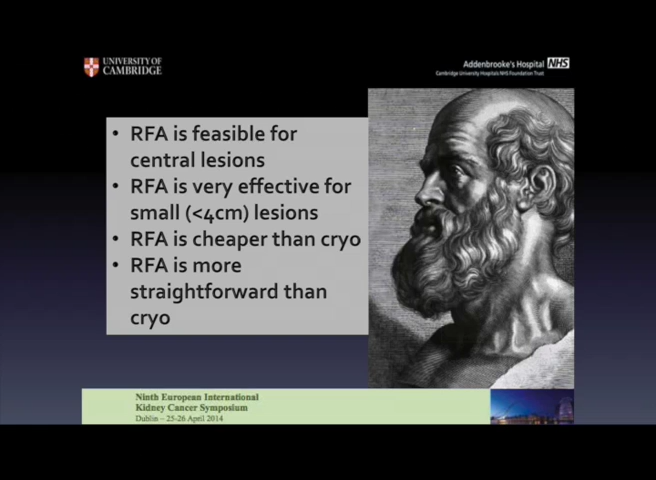 UNIVERSITY OF
CAMBRIDGE
Addenbrooke's Hospital NHS
Cambridge University Hospitals NHS Foundation Trust
• RFA is feasible for
central lesions
• RFA is very effective for
small (<4cm) lesions
• RFA is cheaper than cryo
• RFA is more
straightforward than
cryo
Ninth European International
Kidney Cancer Symposium
Dublin – 25-26 April 2014